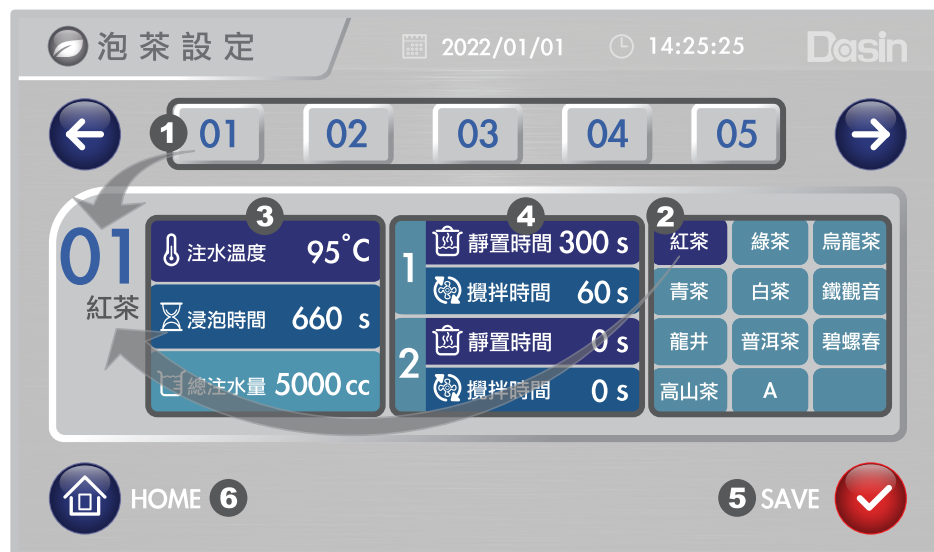 泡茶設定 2022/01/01 14:25:25 Dasin
1 01 02 03 04 05
3 4 2
01
紅茶
注水溫度 95°C
浸泡時間 660 s
總注水量 5000 cc
1
靜置時間 300 s
攪拌時間 60 s
2
靜置時間 0 s
攪拌時間 0 s
紅茶 綠茶 烏龍茶
青茶 白茶 鐵觀音
龍井 普洱茶 碧螺春
高山茶 A
HOME 6
5 SAVE